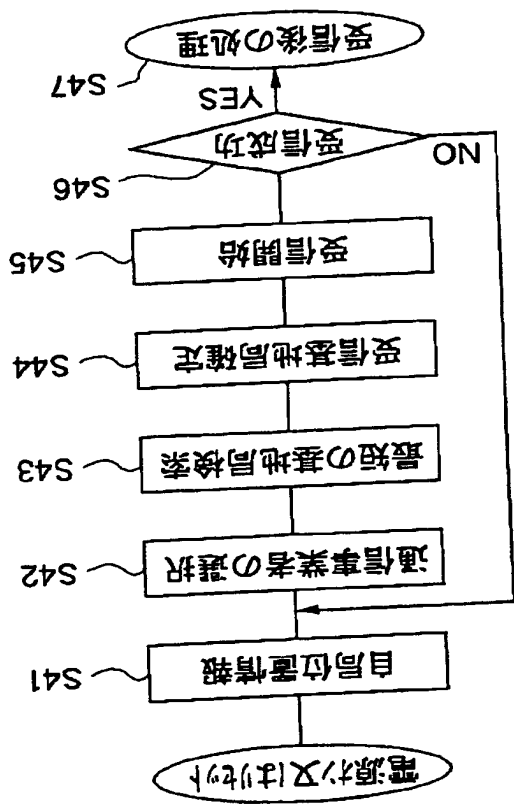 電源オン又はリセット
自局位置情報
S41
通信事業者の選択
S42
最短の基地局検索
S43
受信基地局確定
S44
受信開始
S45
受信成功
S46
NO
YES
受信後の処理
S47